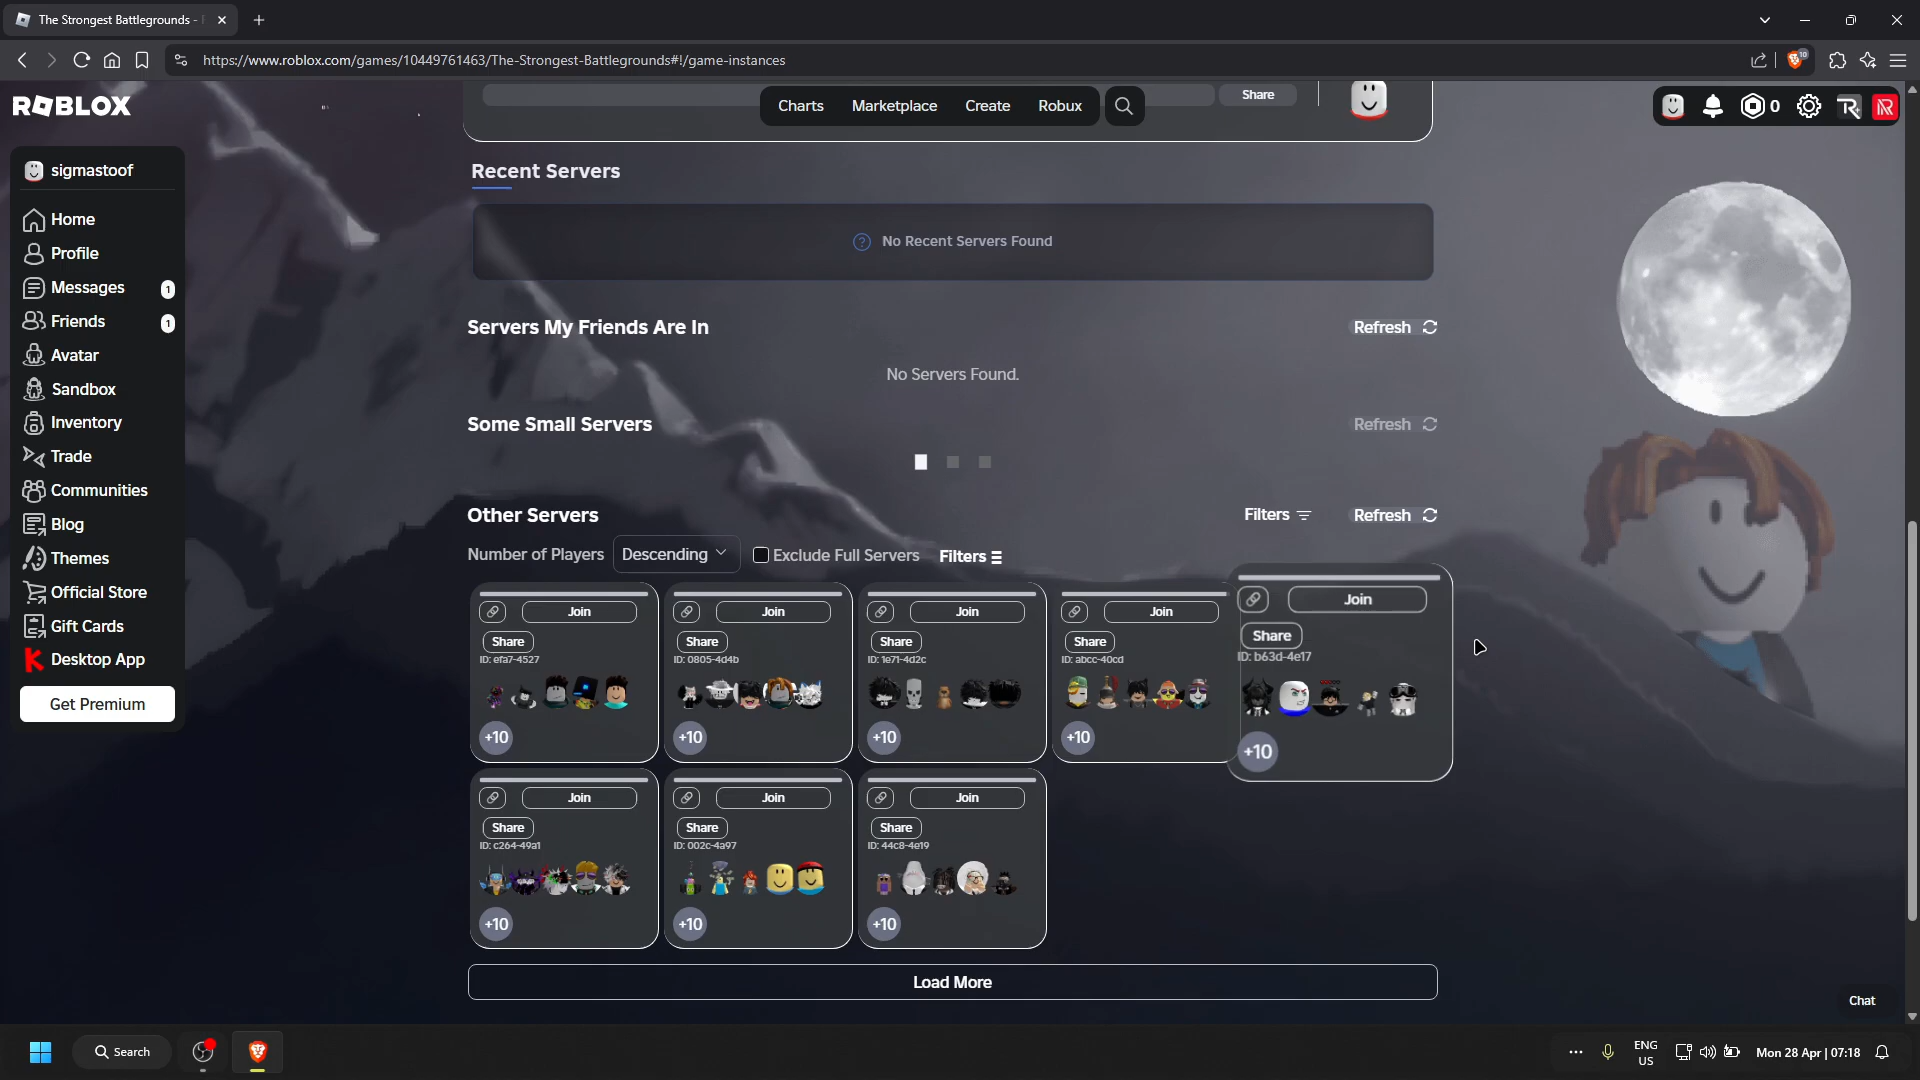 The Strongest Battlegrounds -
https://www.roblox.com/games/10449761463/The-Strongest-Battlegrounds#!/game-instances
10
ROBLOX
Share
Charts
Marketplace
Create
Robux
0
sigmastoof
Home
Profile
Messages
1
Friends
1
Avatar
Sandbox
Inventory
Trade
Communities
Blog
Themes
Official Store
Gift Cards
Desktop App
Get Premium
Recent Servers
No Recent Servers Found
Servers My Friends Are In
Refresh
No Servers Found.
Some Small Servers
Refresh
Other Servers
Filters
Refresh
Number of Players
Descending
Exclude Full Servers
Filters
Join
Share
ID: efa7-4527
+10
Join
Share
ID: 0805-4d4b
+10
Join
Share
ID: 1e71-4d2c
+10
Join
Share
ID: abcc-40cd
+10
Join
Share
ID: b63d-4e17
+10
Join
Share
ID: c264-49a1
+10
Join
Share
ID: 002c-4a97
+10
Join
Share
ID: 44c8-4e19
+10
Load More
Chat
Search
ENG
US
Mon 28 Apr | 07:18